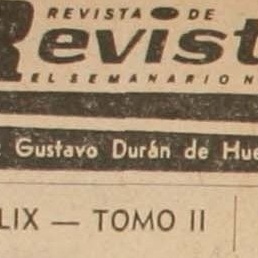 REVISTA DE
Revist
EL SEMANARIO N
Gustavo Durán de Hue
LIX — TOMO II